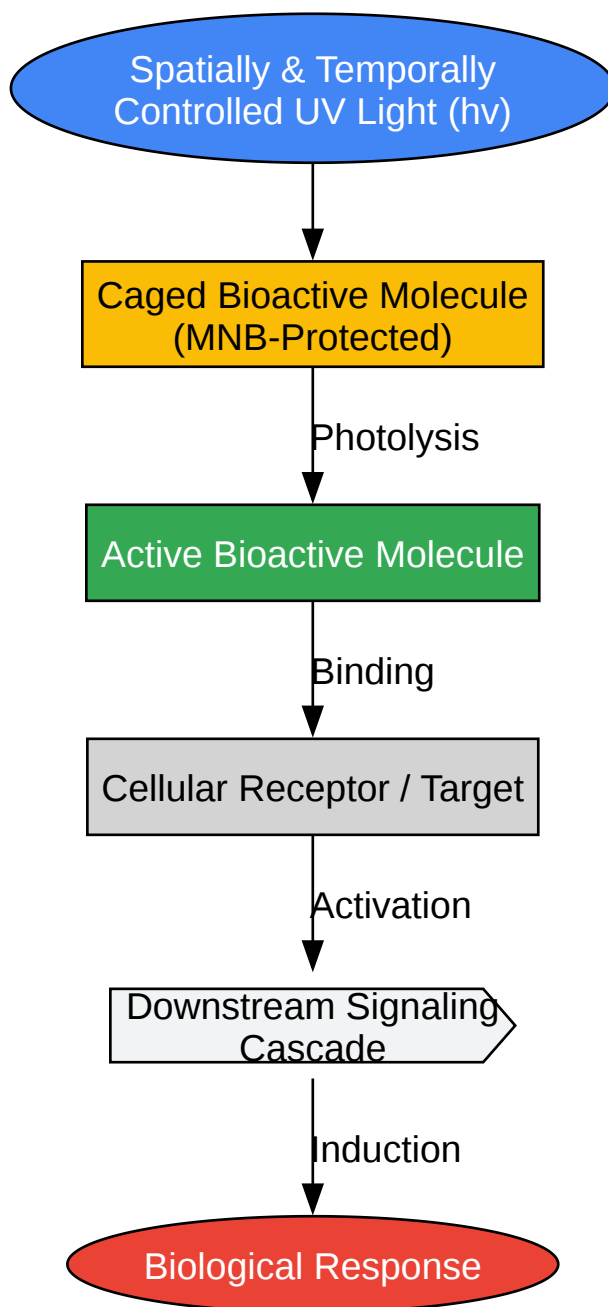 Spatially & Temporally
Controlled UV Light (hv)
Caged Bioactive Molecule
(MNB-Protected)
Photolysis
Active Bioactive Molecule
Binding
Cellular Receptor / Target
Activation
Downstream Signaling
Cascade
Induction
Biological Response